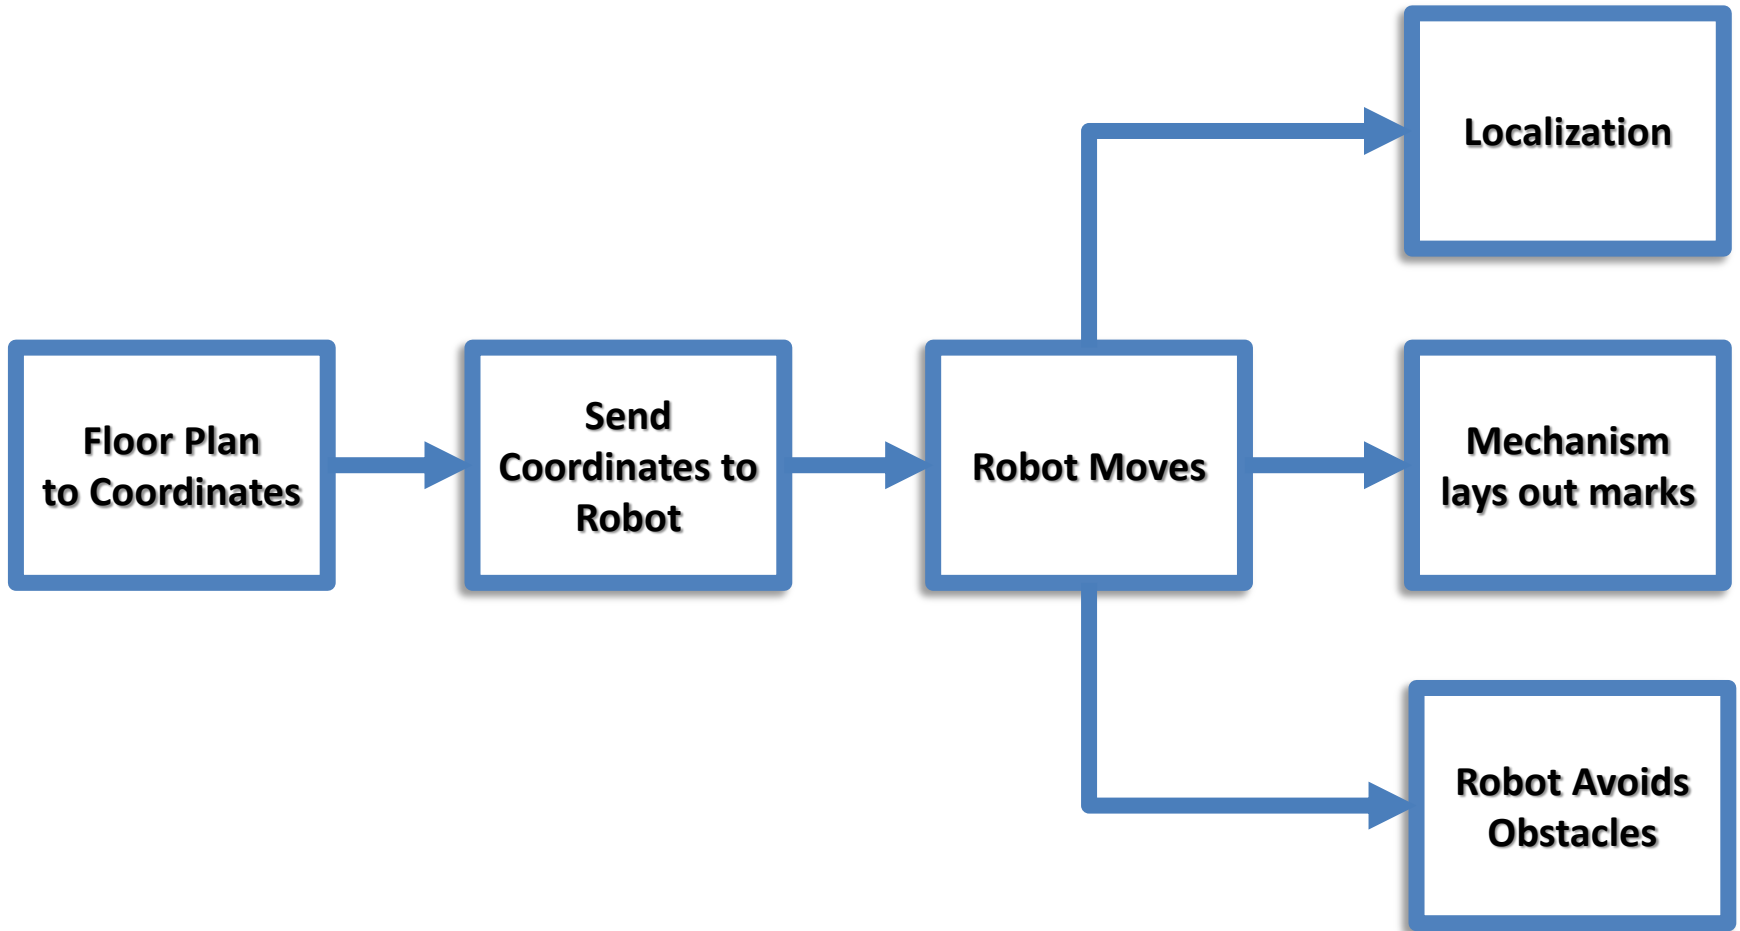 Floor Plan
to Coordinates
Send
Coordinates to
Robot
Robot Moves
Localization
Mechanism
lays out marks
Robot Avoids
Obstacles